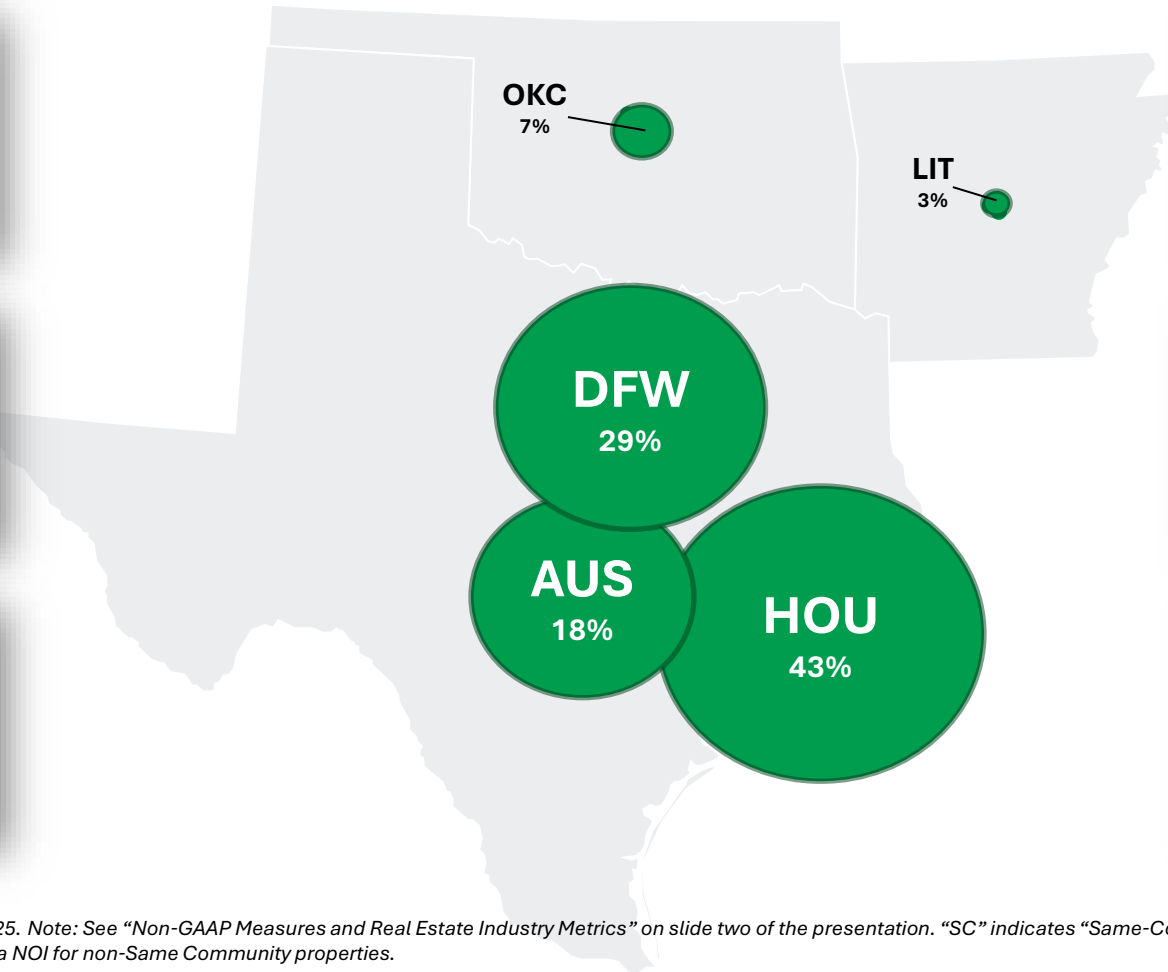 OKC
7%
LIT
3%
DFW
29%
AUS
18%
HOU
43%
25. Note: See “Non-GAAP Measures and Real Estate Industry Metrics” on slide two of the presentation. “SC” indicates “Same-Co
a NOI for non-Same Community properties.